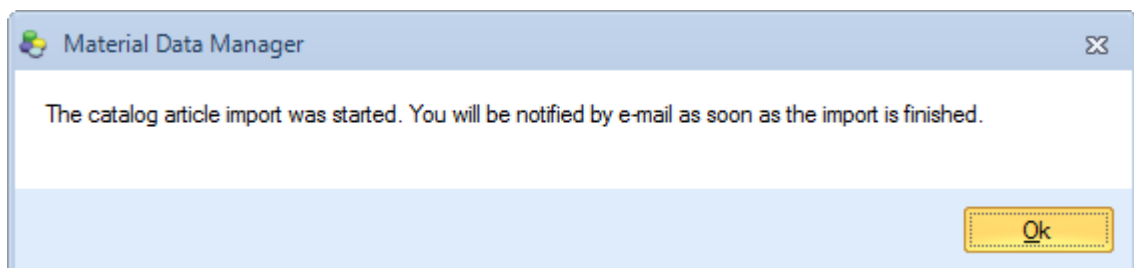 Material Data Manager
The catalog article import was started. You will be notified by e-mail as soon as the import is finished.
Ok